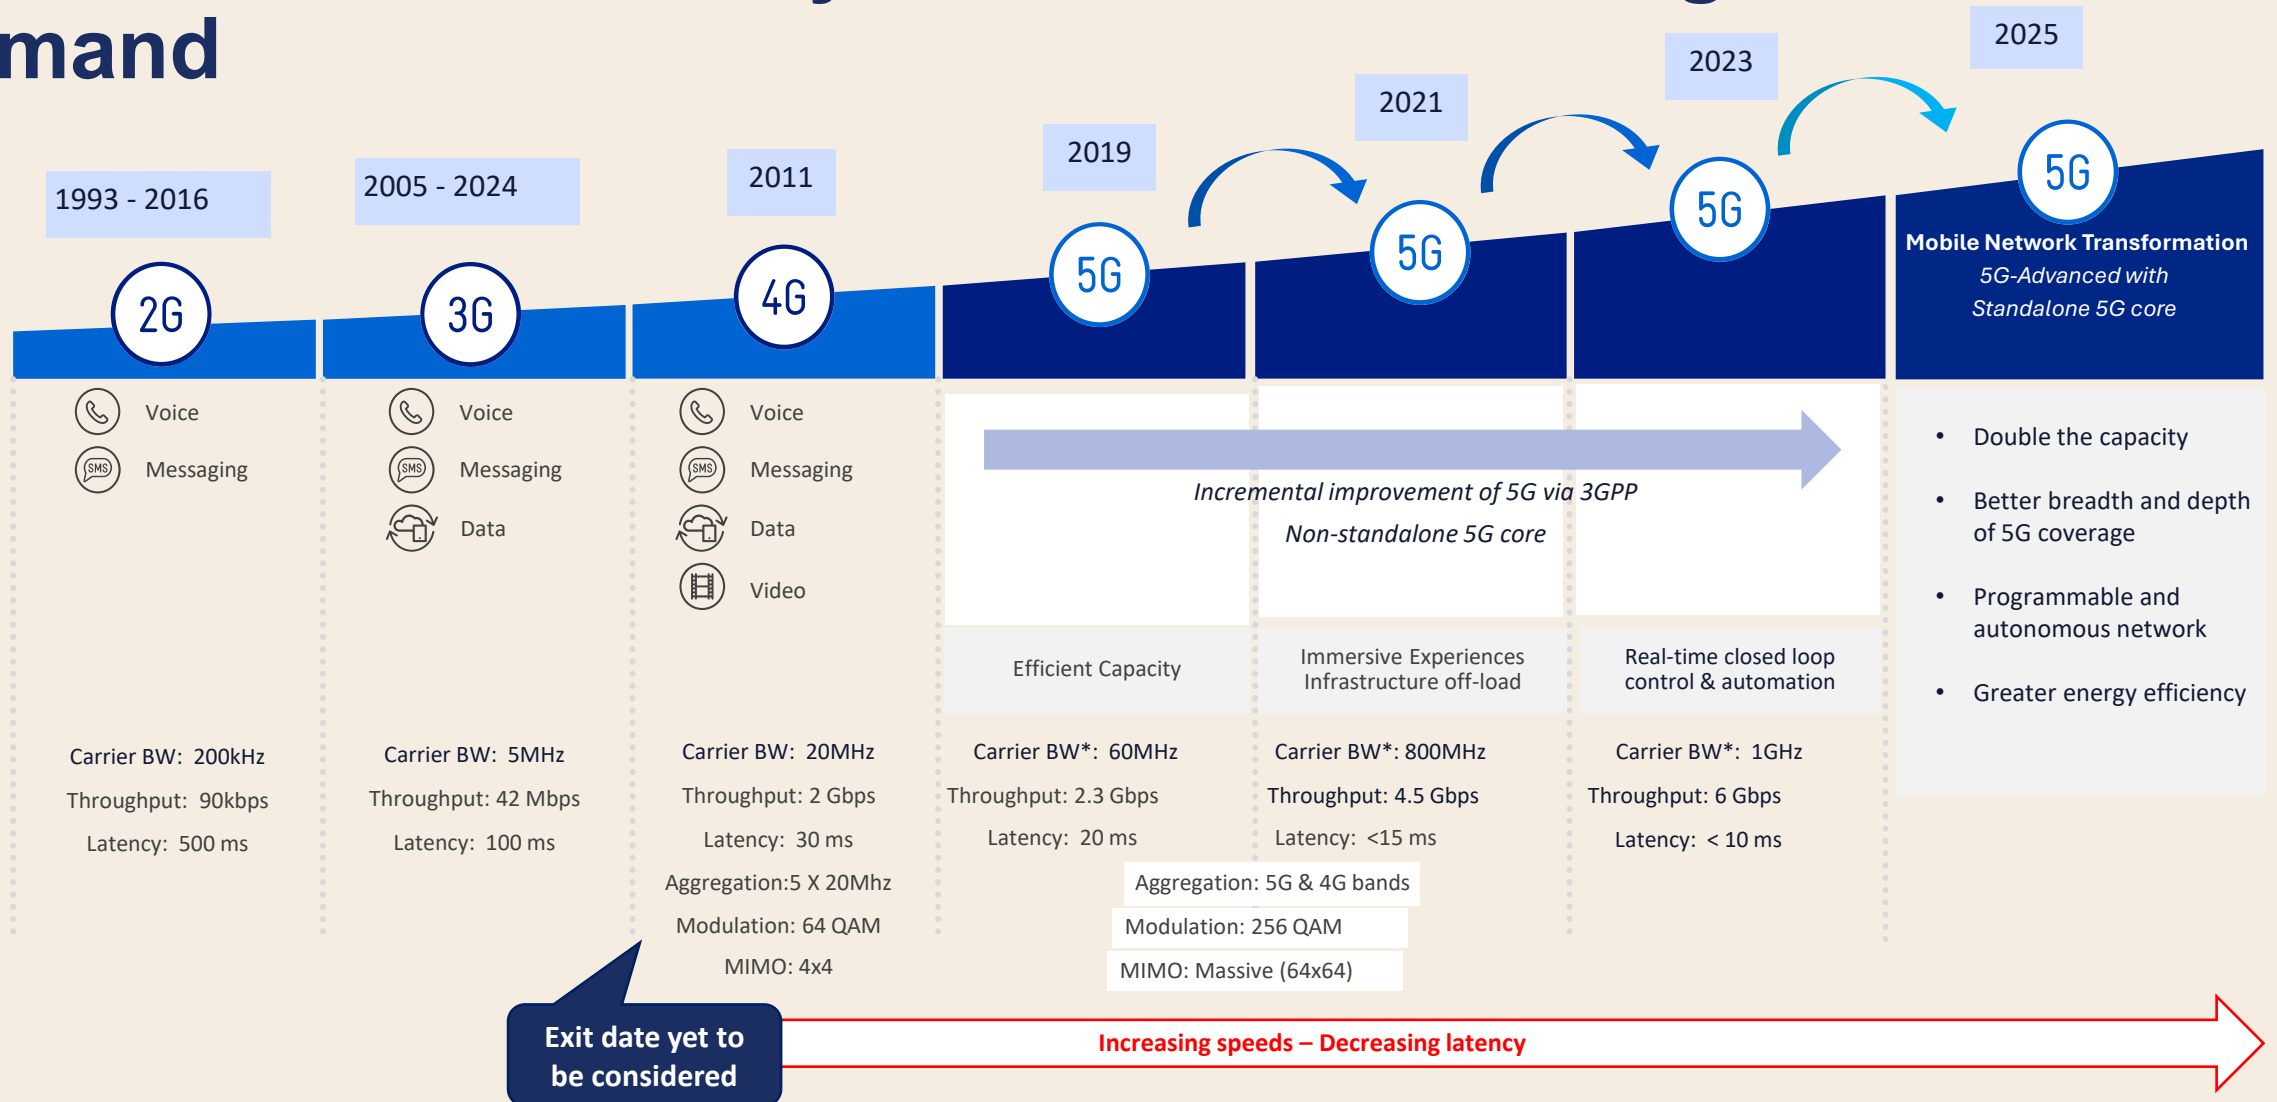 mand
1993 - 2016
2005 - 2024
2011
2019
2021
2023
2025
2G
3G
4G
5G
5G
5G
5G
Mobile Network Transformation
5G-Advanced with
Standalone 5G core
Voice
SMS
Messaging
Voice
SMS
Messaging
Data
Voice
SMS
Messaging
Data
Video
Incremental improvement of 5G via 3GPP
Non-standalone 5G core
Efficient Capacity
Immersive Experiences
Infrastructure off-load
Real-time closed loop
control & automation
• Double the capacity
• Better breadth and depth
of 5G coverage
• Programmable and
autonomous network
• Greater energy efficiency
Carrier BW: 200kHz
Throughput: 90kbps
Latency: 500 ms
Carrier BW: 5MHz
Throughput: 42 Mbps
Latency: 100 ms
Carrier BW: 20MHz
Throughput: 2 Gbps
Latency: 30 ms
Aggregation:5 X 20Mhz
Modulation: 64 QAM
MIMO: 4x4
Carrier BW*: 60MHz
Throughput: 2.3 Gbps
Latency: 20 ms
Carrier BW*: 800MHz
Throughput: 4.5 Gbps
Latency: <15 ms
Carrier BW*: 1GHz
Throughput: 6 Gbps
Latency: < 10 ms
Aggregation: 5G & 4G bands
Modulation: 256 QAM
MIMO: Massive (64x64)
Exit date yet to
be considered
Increasing speeds – Decreasing latency